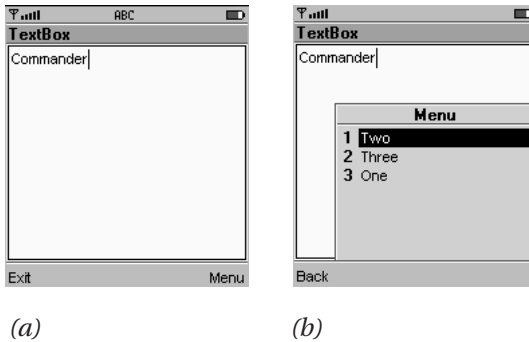 ABC
TextBox
Commander
Exit Menu
(a)
TextBox
Commander
Menu
1 Two
2 Three
3 One
Back
(b)